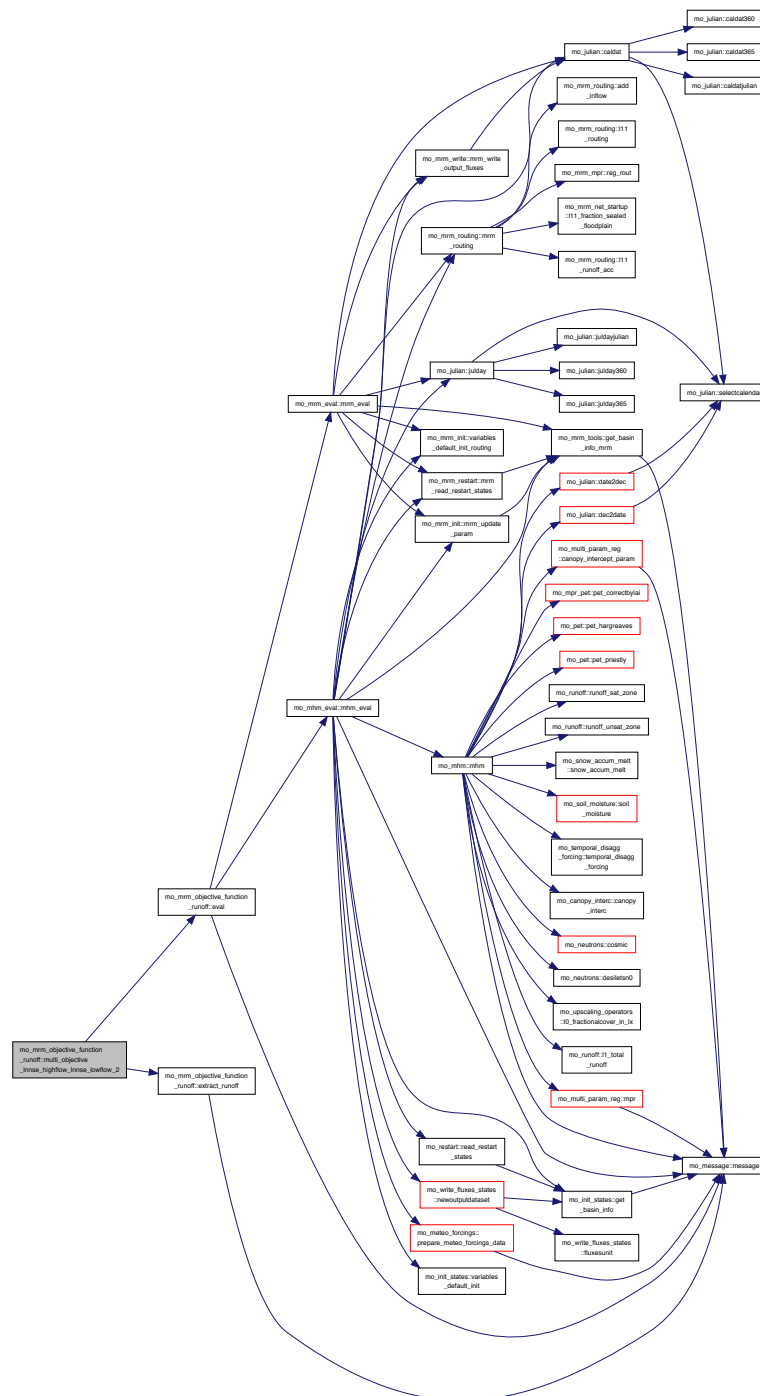 mo_julian::caldat360
mo_julian::caldat
mo_julian::caldat365
mo_julian::caldatjulian
mo_mrm_routing::add
_inflow
mo_mrm_routing::l11
_routing
mo_mrm_write::mrm_write
_output_fluxes
mo_mrm_mpr::reg_rout
mo_mrm_net_startup
::l11_fraction_sealed
_floodplain
mo_mrm_routing::mrm
_routing
mo_mrm_routing::l11
_runoff_acc
mo_julian::juldayjulian
mo_julian::julday
mo_julian::julday360
mo_julian::selectcalendar
mo_julian::julday365
mo_mrm_eval::mrm_eval
mo_mrm_init::variables
_default_init_routing
mo_mrm_tools::get_basin
_info_mrm
mo_mrm_restart::mrm
_read_restart_states
mo_julian::date2dec
mo_julian::dec2date
mo_mrm_init::mrm_update
_param
mo_multi_param_reg
::canopy_intercept_param
mo_mpr_pet::pet_correctbylai
mo_pet::pet_hargreaves
mo_pet::pet_priestly
mo_runoff::runoff_sat_zone
mo_mhm_eval::mhm_eval
mo_runoff::runoff_unsat_zone
mo_mhm::mhm
mo_snow_accum_melt
::snow_accum_melt
mo_soil_moisture::soil
_moisture
mo_temporal_disagg
_forcing::temporal_disagg
_forcing
mo_mrm_objective_function
_runoff::eval
mo_canopy_interc::canopy
_interc
mo_neutrons::cosmic
mo_neutrons::desiletsn0
mo_upscaling_operators
::l0_fractionalcover_in_lx
mo_mrm_objective_function
_runoff::multi_objective
_lnnse_highflow_lnnse_lowflow_2
mo_runoff::l1_total
_runoff
mo_mrm_objective_function
_runoff::extract_runoff
mo_multi_param_reg::mpr
mo_restart::read_restart
_states
mo_message::message
mo_write_fluxes_states
::newoutputdataset
mo_init_states::get
_basin_info
mo_meteo_forcings::
prepare_meteo_forcings_data
mo_write_fluxes_states
::fluxesunit
mo_init_states::variables
_default_init